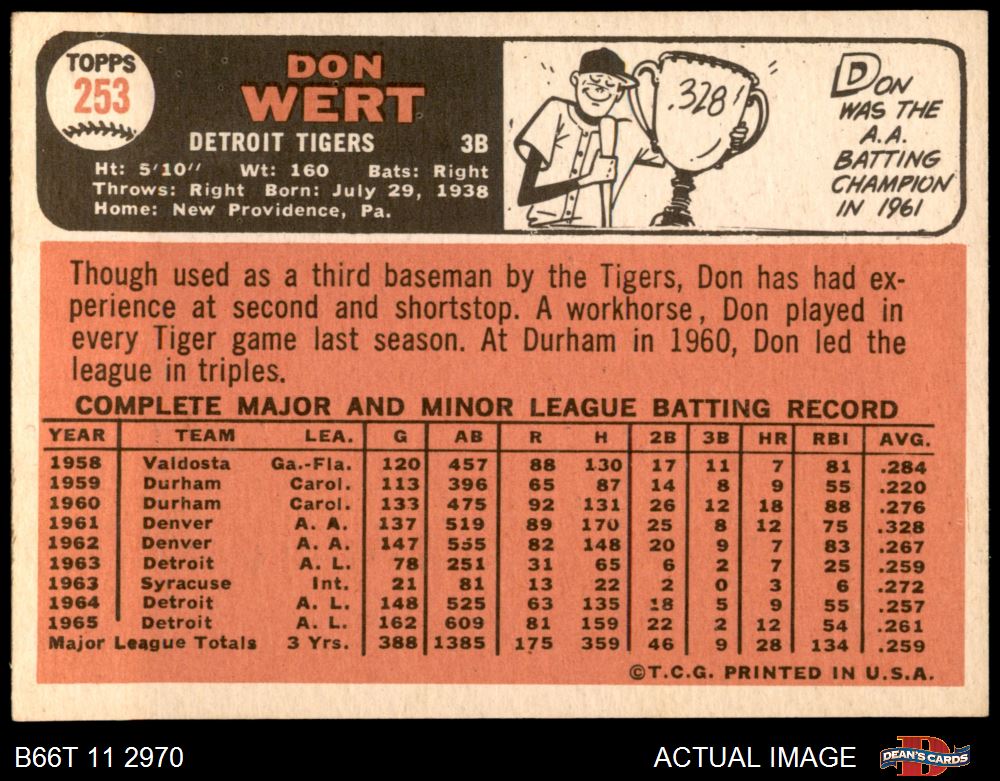 TOPPS
253
DON
WERT
DETROIT TIGERS 3B
Ht: 5'10" Wt: 160 Bats: Right
Throws: Right Born: July 29, 1938
Home: New Providence, Pa.
.328
DON
WAS THE
A.A.
BATTING
CHAMPION
IN 1961
Though used as a third baseman by the Tigers, Don has had ex-
perience at second and shortstop. A workhorse, Don played in
every Tiger game last season. At Durham in 1960, Don led the
league in triples.
COMPLETE MAJOR AND MINOR LEAGUE BATTING RECORD
YEAR TEAM LEA. G AB R H 2B 3B HR RBI AVG.
1958 Valdosta Ga.-Fla. 120 457 88 130 17 11 7 81 .284
1959 Durham Carol. 113 396 65 87 14 8 9 55 .220
1960 Durham Carol. 133 475 92 131 26 12 18 88 .276
1961 Denver A. A. 137 519 89 170 25 8 12 75 .328
1962 Denver A. A. 147 555 82 148 20 9 7 83 .267
1963 Detroit A. L. 78 251 31 65 6 2 7 25 .259
1963 Syracuse Int. 21 81 13 22 2 0 3 6 .272
1964 Detroit A. L. 148 525 63 135 18 5 9 55 .257
1965 Detroit A. L. 162 609 81 159 22 2 12 54 .261
Major League Totals 3 Yrs. 388 1385 175 359 46 9 28 134 .259
©T.C.G. PRINTED IN U.S.A.
B66T 11 2970 ACTUAL IMAGE DEAN'S CARDS